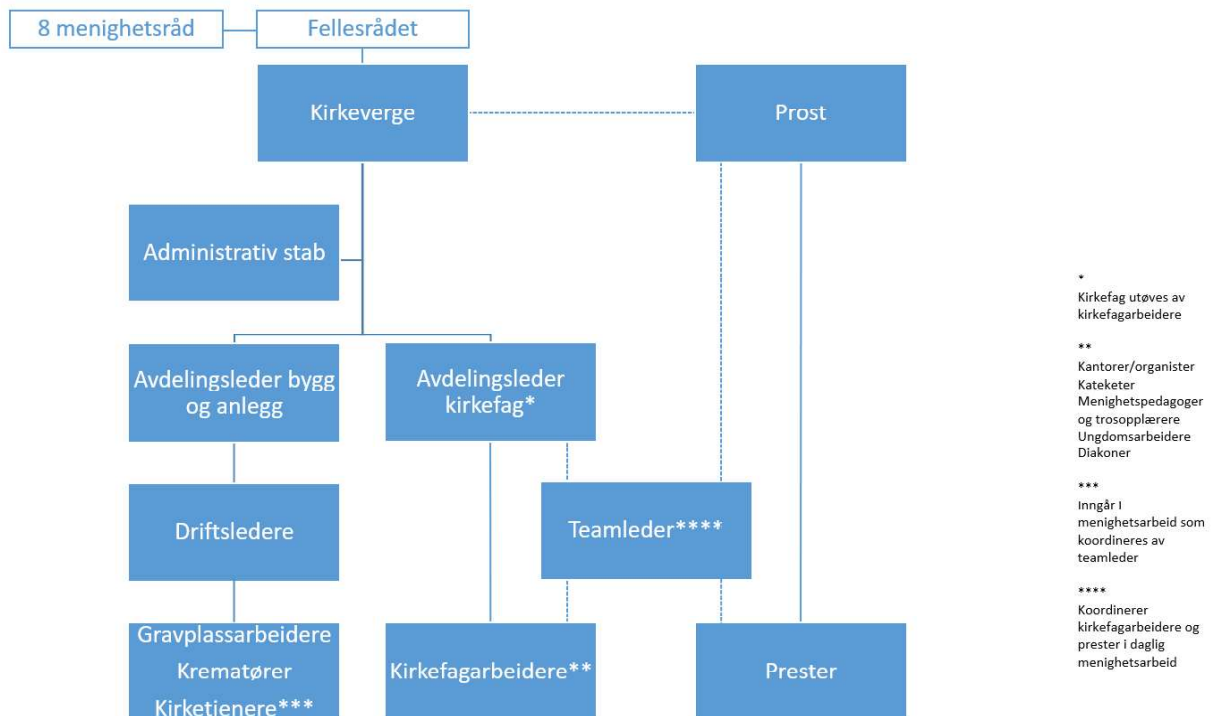 8 menighetsråd
Fellesrådet
Kirkeverge
Prost
Administrativ stab
Avdelingsleder bygg
og anlegg
Avdelingsleder
kirkefag*
Driftsledere
Teamleder****
Gravplassarbeidere
Krematører
Kirketjenere***
Kirkefagarbeidere**
Prester
*
Kirkefag utøves av
kirkefagarbeidere
**
Kantorer/organister
Kateketer
Menighetspedagoger
og trosopplærere
Ungdomsarbeidere
Diakoner
***
Inngår I
menighetsarbeid som
koordineres av
teamleder
****
Koordinerer
kirkefagarbeidere og
prester i daglig
menighetsarbeid